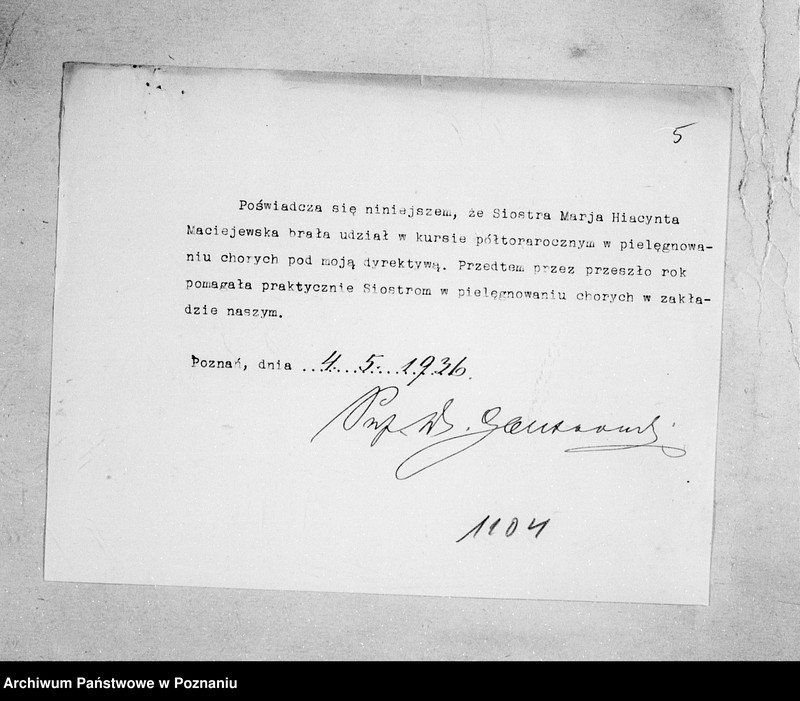 5
Poświadcza się niniejszem, że Siostra Marja Hiacynta
Maciejewska brała udział w kursie półtorarocznym w pielęgnowa-
niu chorych pod moją dyrektywą. Przedtem przez przeszło rok
pomagała praktycznie Siostrom w pielęgnowaniu chorych w zakła-
dzie naszym.
Poznań, dnia ..4...5...1936.
Prof. Dr.
1104
Archiwum Państwowe w Poznaniu